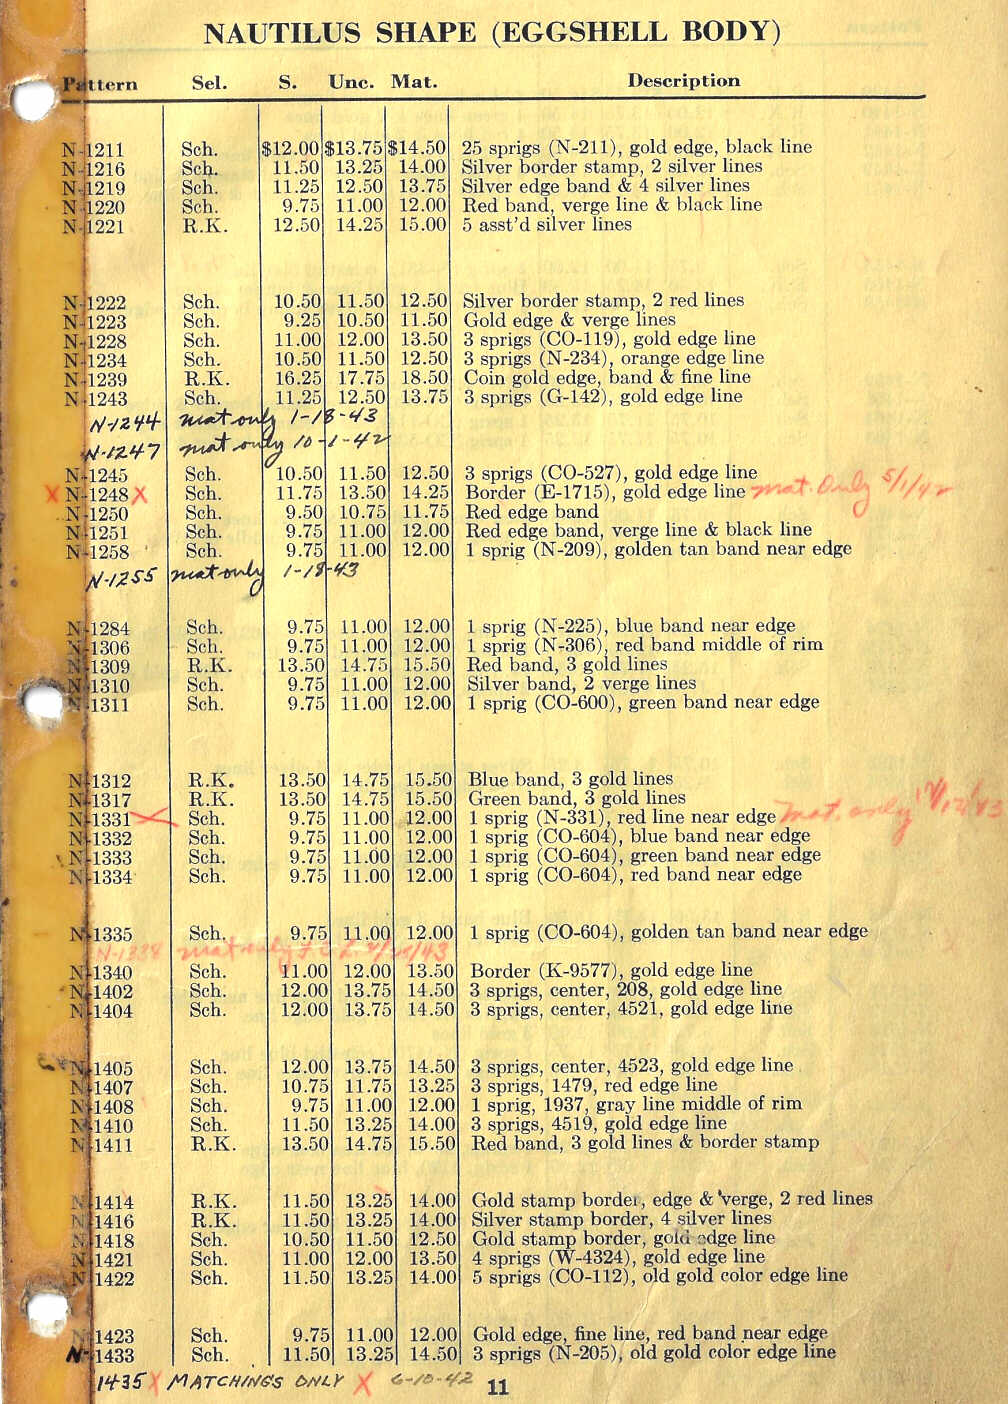 NAUTILUS SHAPE (EGGSHELL BODY)
Pattern Sel. S. Unc. Mat. Description
N-1211 Sch. $12.00 $13.75 $14.50 25 sprigs (N-211), gold edge, black line
N-1216 Sch. 11.50 13.25 14.00 Silver border stamp, 2 silver lines
N-1219 Sch. 11.25 12.50 13.75 Silver edge band & 4 silver lines
N-1220 Sch. 9.75 11.00 12.00 Red band, verge line & black line
N-1221 R.K. 12.50 14.25 15.00 5 asst'd silver lines
N-1222 Sch. 10.50 11.50 12.50 Silver border stamp, 2 red lines
N-1223 Sch. 9.25 10.50 11.50 Gold edge & verge lines
N-1228 Sch. 11.00 12.00 13.50 3 sprigs (CO-119), gold edge line
N-1234 Sch. 10.50 11.50 12.50 3 sprigs (N-234), orange edge line
N-1239 R.K. 16.25 17.75 18.50 Coin gold edge, band & fine line
N-1243 Sch. 11.25 12.50 13.75 3 sprigs (G-142), gold edge line
N-1244 mat only 1-18-43
N-1247 mat only 10-1-42
N-1245 Sch. 10.50 11.50 12.50 3 sprigs (CO-527), gold edge line
X N-1248 X Sch. 11.75 13.50 14.25 Border (E-1715), gold edge line mat. Only 5/1/42
N-1250 Sch. 9.50 10.75 11.75 Red edge band
N-1251 Sch. 9.75 11.00 12.00 Red edge band, verge line & black line
N-1258 Sch. 9.75 11.00 12.00 1 sprig (N-209), golden tan band near edge
N-1255 mat only 1-18-43
N-1284 Sch. 9.75 11.00 12.00 1 sprig (N-225), blue band near edge
N-1306 Sch. 9.75 11.00 12.00 1 sprig (N-306), red band middle of rim
N-1309 R.K. 13.50 14.75 15.50 Red band, 3 gold lines
N-1310 Sch. 9.75 11.00 12.00 Silver band, 2 verge lines
N-1311 Sch. 9.75 11.00 12.00 1 sprig (CO-600), green band near edge
N-1312 R.K. 13.50 14.75 15.50 Blue band, 3 gold lines
N-1317 R.K. 13.50 14.75 15.50 Green band, 3 gold lines
N-1331 X Sch. 9.75 11.00 12.00 1 sprig (N-331), red line near edge mat. only
N-1332 Sch. 9.75 11.00 12.00 1 sprig (CO-604), blue band near edge
N-1333 Sch. 9.75 11.00 12.00 1 sprig (CO-604), green band near edge
N-1334 Sch. 9.75 11.00 12.00 1 sprig (CO-604), red band near edge
N-1335 Sch. 9.75 11.00 12.00 1 sprig (CO-604), golden tan band near edge
N-1338 mat only
N-1340 Sch. 11.00 12.00 13.50 Border (K-9577), gold edge line
N-1402 Sch. 12.00 13.75 14.50 3 sprigs, center, 208, gold edge line
N-1404 Sch. 12.00 13.75 14.50 3 sprigs, center, 4521, gold edge line
N-1405 Sch. 12.00 13.75 14.50 3 sprigs, center, 4523, gold edge line
N-1407 Sch. 10.75 11.75 13.25 3 sprigs, 1479, red edge line
N-1408 Sch. 9.75 11.00 12.00 1 sprig, 1937, gray line middle of rim
N-1410 Sch. 11.50 13.25 14.00 3 sprigs, 4519, gold edge line
N-1411 R.K. 13.50 14.75 15.50 Red band, 3 gold lines & border stamp
N-1414 R.K. 11.50 13.25 14.00 Gold stamp border, edge & verge, 2 red lines
N-1416 R.K. 11.50 13.25 14.00 Silver stamp border, 4 silver lines
N-1418 Sch. 10.50 11.50 12.50 Gold stamp border, gold edge line
N-1421 Sch. 11.00 12.00 13.50 4 sprigs (W-4324), gold edge line
N-1422 Sch. 11.50 13.25 14.00 5 sprigs (CO-112), old gold color edge line
N-1423 Sch. 9.75 11.00 12.00 Gold edge, fine line, red band near edge
N-1433 Sch. 11.50 13.25 14.50 3 sprigs (N-205), old gold color edge line
1435 X MATCHINGS ONLY X 6-10-42
11